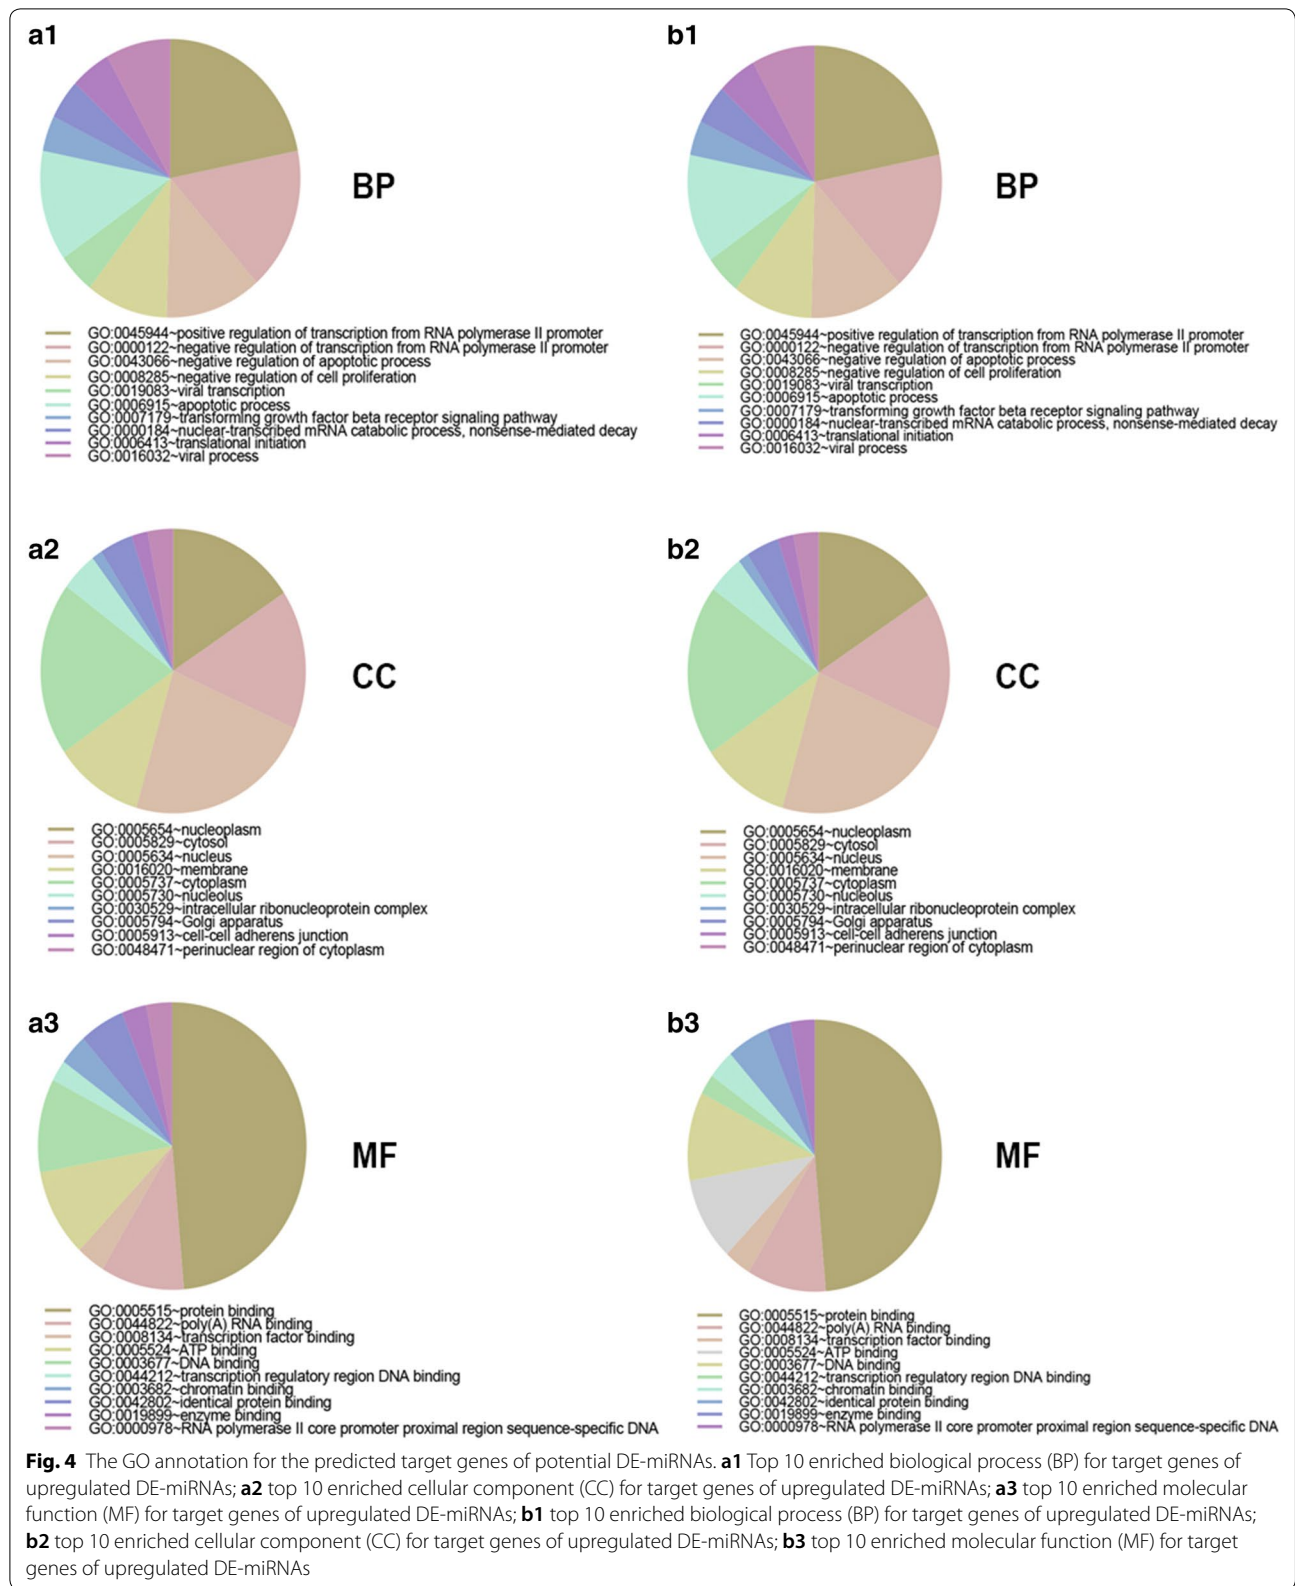 a1
BP
GO:0045944~positive regulation of transcription from RNA polymerase II promoter
GO:0000122~negative regulation of transcription from RNA polymerase II promoter
GO:0043066~negative regulation of apoptotic process
GO:0008285~negative regulation of cell proliferation
GO:0019083~viral transcription
GO:0006915~apoptotic process
GO:0007179~transforming growth factor beta receptor signaling pathway
GO:0000184~nuclear-transcribed mRNA catabolic process, nonsense-mediated decay
GO:0006413~translational initiation
GO:0016032~viral process
b1
BP
GO:0045944~positive regulation of transcription from RNA polymerase II promoter
GO:0000122~negative regulation of transcription from RNA polymerase II promoter
GO:0043066~negative regulation of apoptotic process
GO:0008285~negative regulation of cell proliferation
GO:0019083~viral transcription
GO:0006915~apoptotic process
GO:0007179~transforming growth factor beta receptor signaling pathway
GO:0000184~nuclear-transcribed mRNA catabolic process, nonsense-mediated decay
GO:0006413~translational initiation
GO:0016032~viral process
a2
CC
GO:0005654~nucleoplasm
GO:0005829~cytosol
GO:0005634~nucleus
GO:0016020~membrane
GO:0005737~cytoplasm
GO:0005730~nucleolus
GO:0030529~intracellular ribonucleoprotein complex
GO:0005794~Golgi apparatus
GO:0005913~cell-cell adherens junction
GO:0048471~perinuclear region of cytoplasm
b2
CC
GO:0005654~nucleoplasm
GO:0005829~cytosol
GO:0005634~nucleus
GO:0016020~membrane
GO:0005737~cytoplasm
GO:0005730~nucleolus
GO:0030529~intracellular ribonucleoprotein complex
GO:0005794~Golgi apparatus
GO:0005913~cell-cell adherens junction
GO:0048471~perinuclear region of cytoplasm
a3
MF
GO:0005515~protein binding
GO:0044822~poly(A) RNA binding
GO:0008134~transcription factor binding
GO:0005524~ATP binding
GO:0003677~DNA binding
GO:0044212~transcription regulatory region DNA binding
GO:0003682~chromatin binding
GO:0042802~identical protein binding
GO:0019899~enzyme binding
GO:0000978~RNA polymerase II core promoter proximal region sequence-specific DNA
b3
MF
GO:0005515~protein binding
GO:0044822~poly(A) RNA binding
GO:0008134~transcription factor binding
GO:0005524~ATP binding
GO:0003677~DNA binding
GO:0044212~transcription regulatory region DNA binding
GO:0003682~chromatin binding
GO:0042802~identical protein binding
GO:0019899~enzyme binding
GO:0000978~RNA polymerase II core promoter proximal region sequence-specific DNA
Fig. 4 The GO annotation for the predicted target genes of potential DE-miRNAs. a1 Top 10 enriched biological process (BP) for target genes of
upregulated DE-miRNAs; a2 top 10 enriched cellular component (CC) for target genes of upregulated DE-miRNAs; a3 top 10 enriched molecular
function (MF) for target genes of upregulated DE-miRNAs; b1 top 10 enriched biological process (BP) for target genes of upregulated DE-miRNAs;
b2 top 10 enriched cellular component (CC) for target genes of upregulated DE-miRNAs; b3 top 10 enriched molecular function (MF) for target
genes of upregulated DE-miRNAs